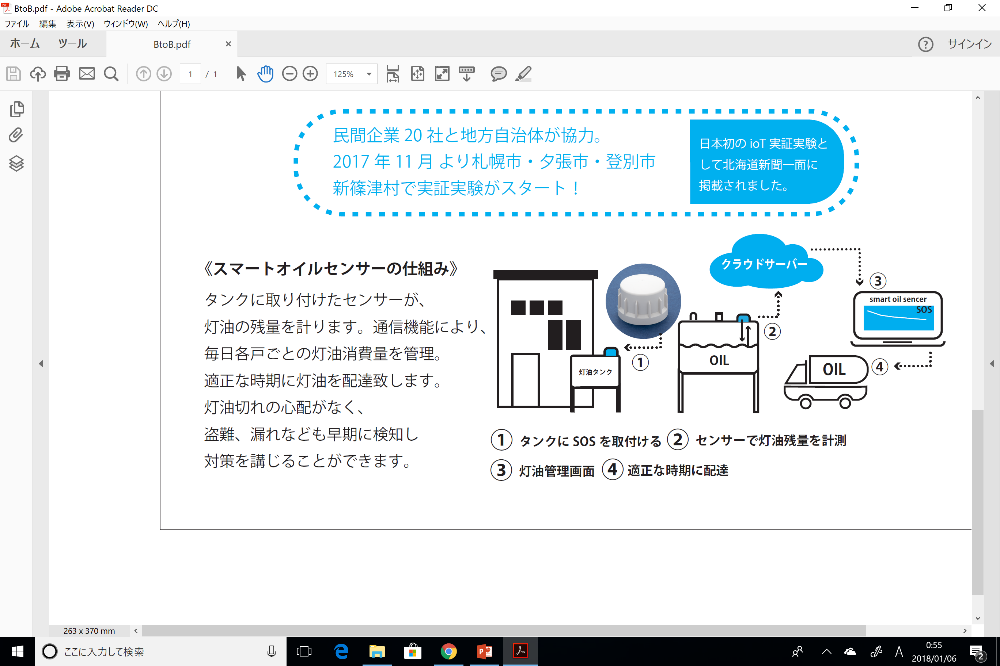 BtoB.pdf - Adobe Acrobat Reader DC
ファイル 編集 表示(V) ウィンドウ(W) ヘルプ(H)
ホーム ツール BtoB.pdf サインイン
1 / 1 125%
民間企業 20 社と地方自治体が協力。
2017 年 11 月 より札幌市・夕張市・登別市
新篠津村で実証実験がスタート！
日本初の ioT 実証実験と
して北海道新聞一面に
掲載されました。
《スマートオイルセンサーの仕組み》
タンクに取り付けたセンサーが、
灯油の残量を計ります。通信機能により、
毎日各戸ごとの灯油消費量を管理。
適正な時期に灯油を配達致します。
灯油切れの心配がなく、
盗難、漏れなども早期に検知し
対策を講じることができます。
クラウドサーバー
③
smart oil sencer
SOS
②
OIL
①
灯油タンク
OIL
④
① タンクに SOS を取付ける ② センサーで灯油残量を計測
③ 灯油管理画面 ④ 適正な時期に配達
263 x 370 mm
ここに入力して検索
A
0:55
2018/01/06
2